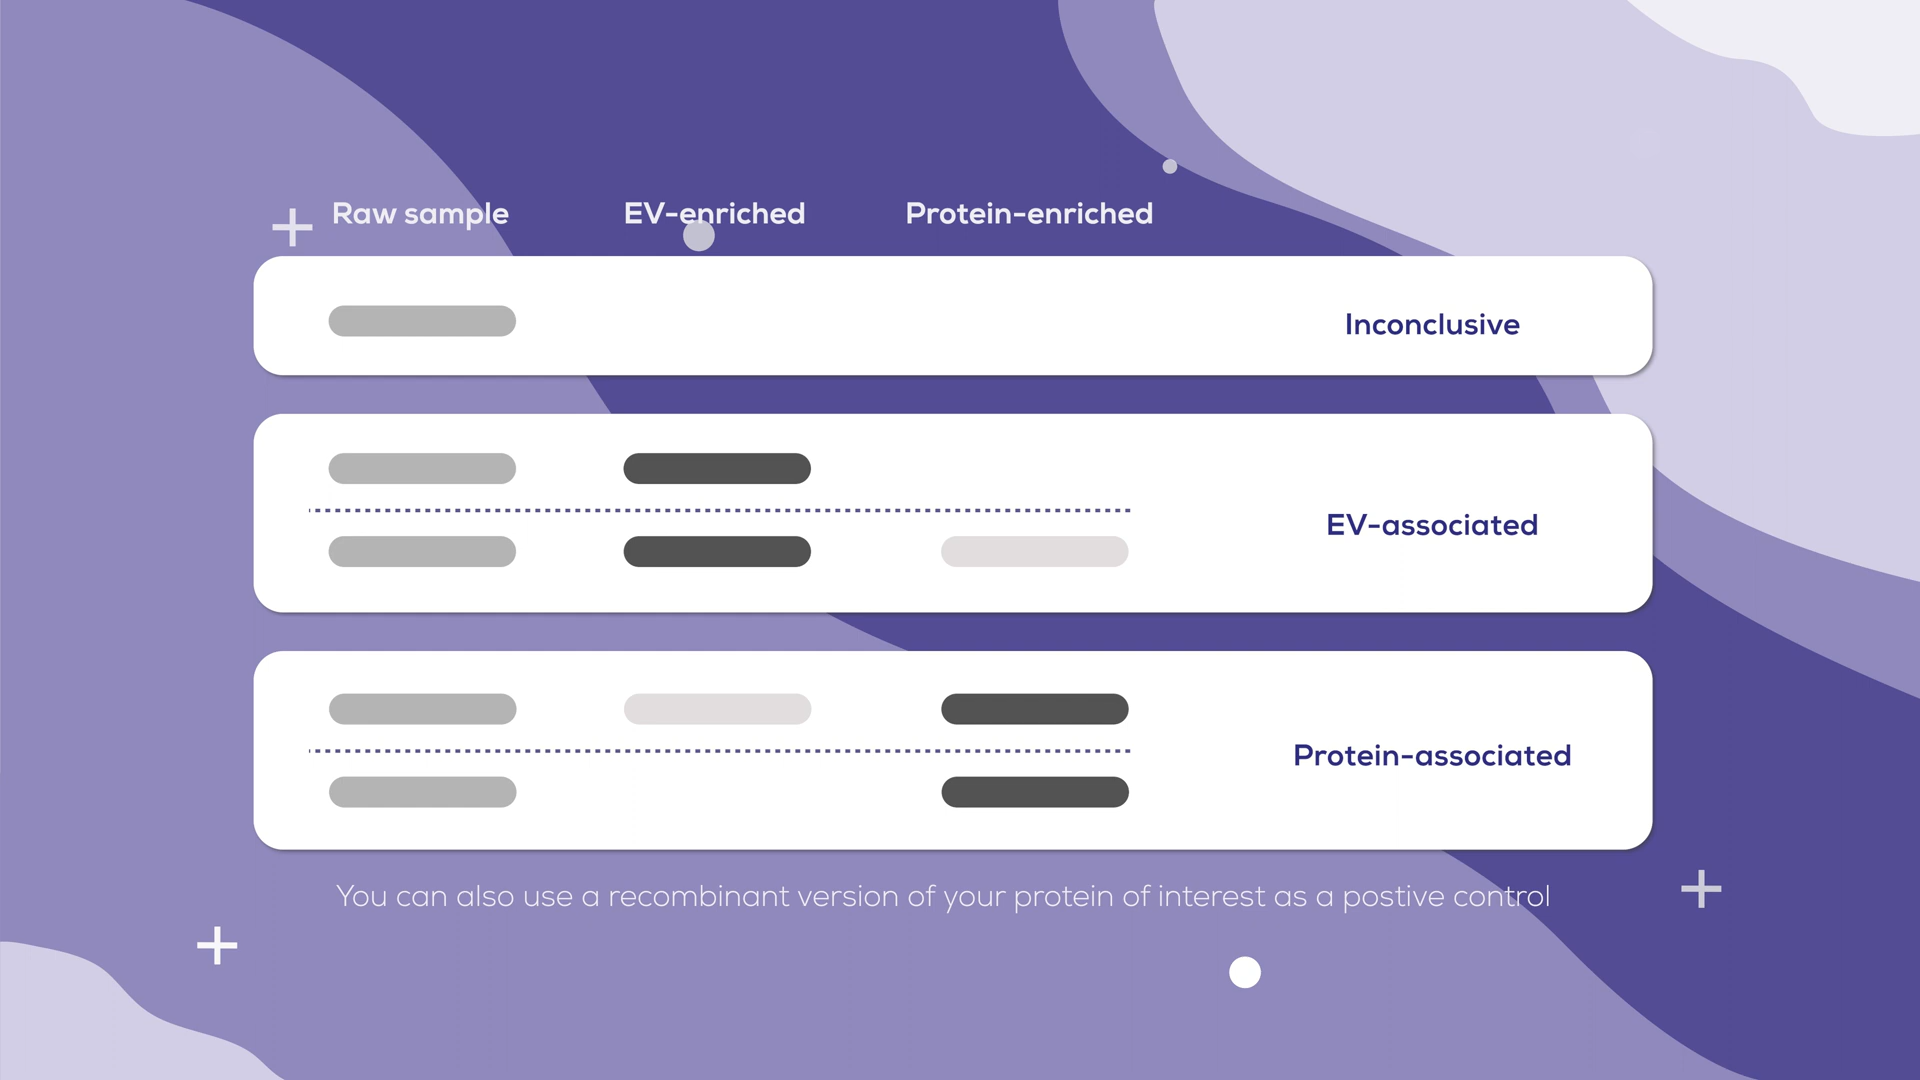 Raw sample EV-enriched Protein-enriched
Inconclusive
EV-associated
Protein-associated
You can also use a recombinant version of your protein of interest as a postive control